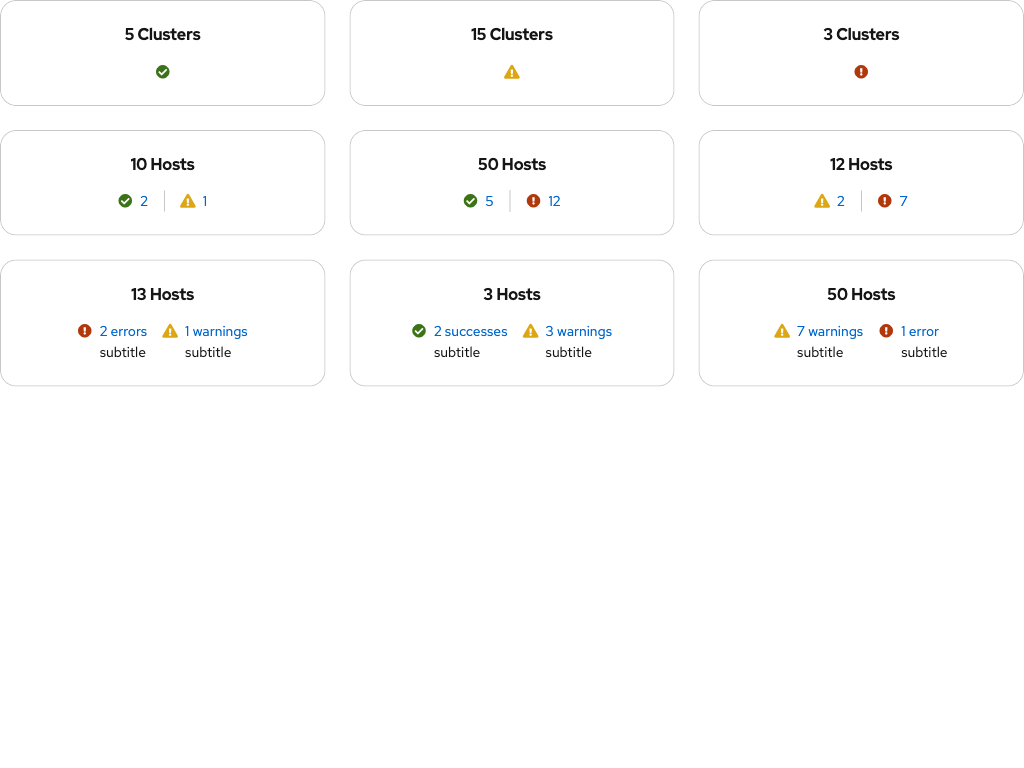 5 Clusters
15 Clusters
3 Clusters
10 Hosts
2 1
50 Hosts
5 12
12 Hosts
2 7
13 Hosts
2 errors 1 warnings
subtitle subtitle
3 Hosts
2 successes 3 warnings
subtitle subtitle
50 Hosts
7 warnings 1 error
subtitle subtitle